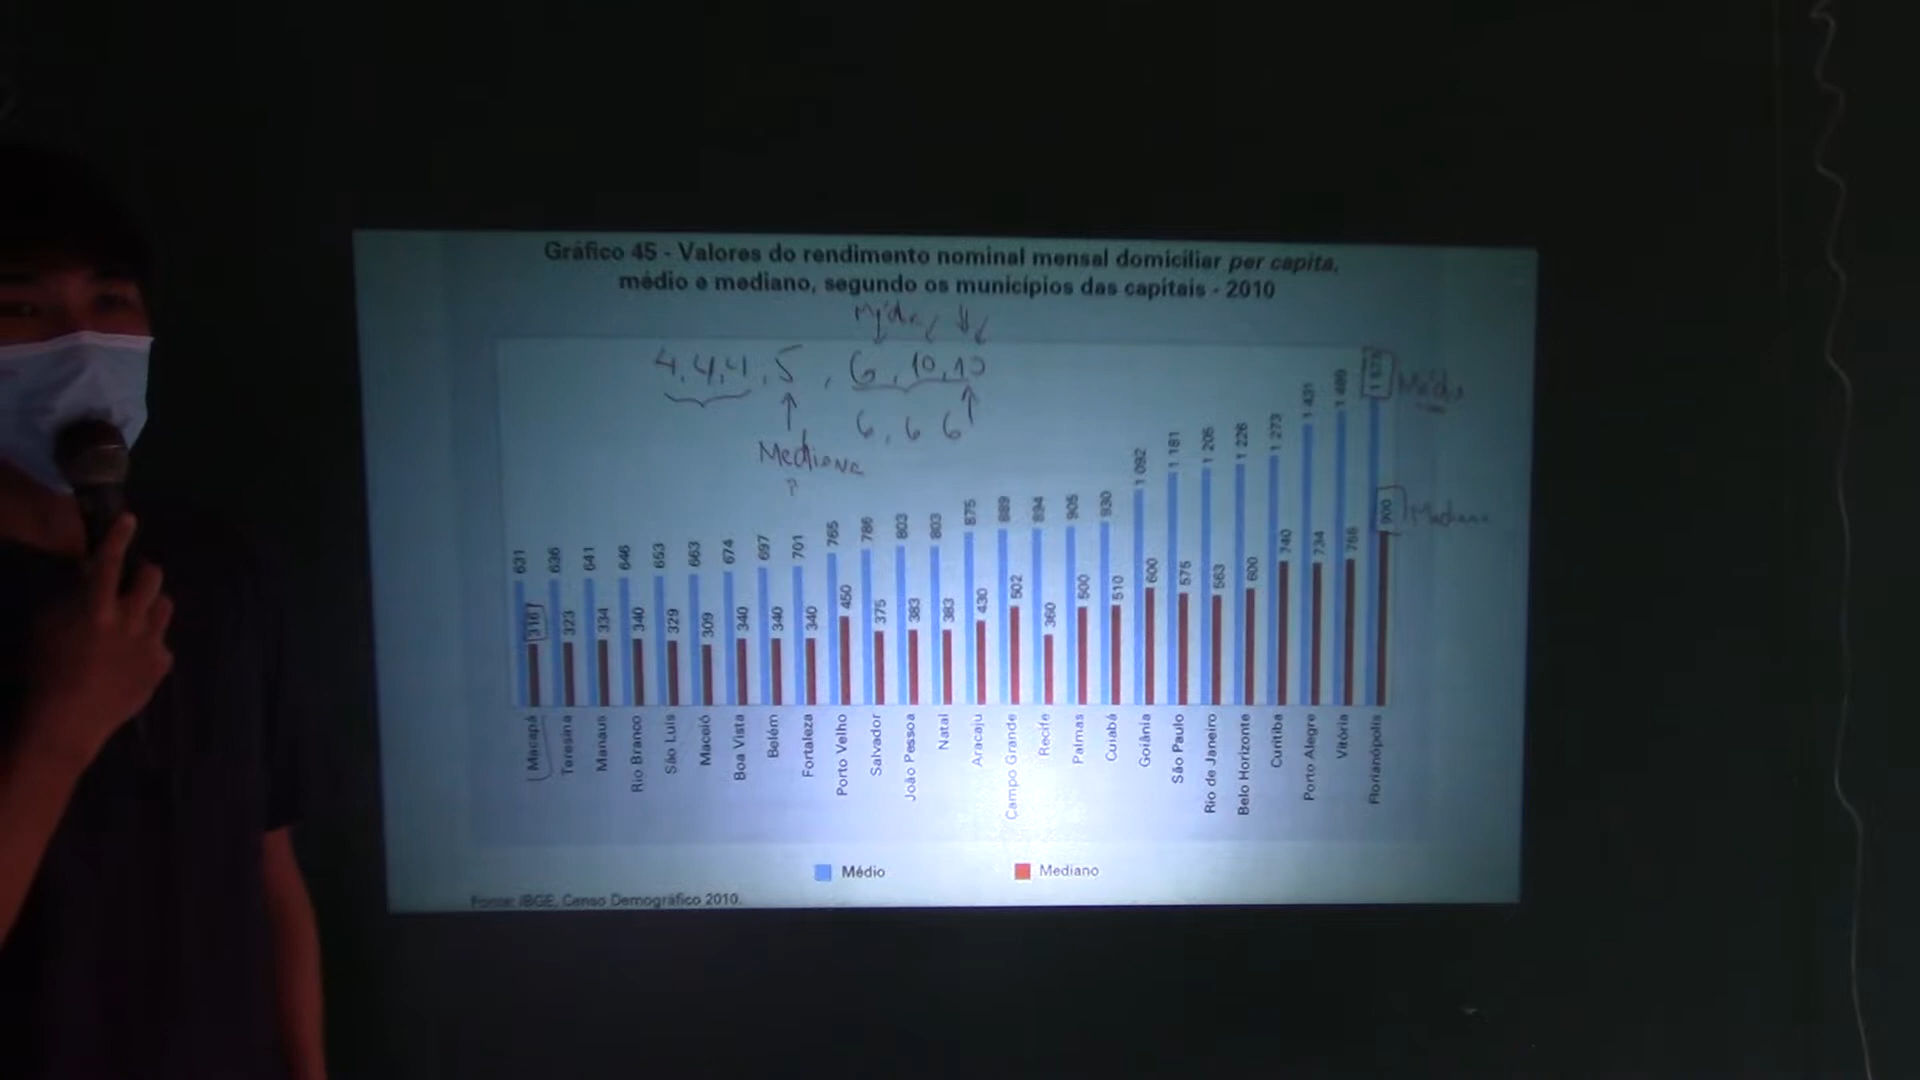 Gráfico 45 - Valores do rendimento nominal mensal domiciliar per capita,
médio e mediano, segundo os municípios das capitais - 2010
4,4,4,5, 6,10,10
6,6 6
Mediana
?
631 636 641 646 653 663 674 697 701 765 786 803 803 875 889 894 905 930 1 092 1 181 1 205 1 226 1 273 1 431 1 489
Mediana
316 323 334 340 329 309 340 340 340 450 375 383 383 430 502 360 500 510 600 575 563 600 740 734 900
Macapá Teresina Manaus Rio Branco São Luís Maceió Boa Vista Belém Fortaleza Porto Velho Salvador João Pessoa Natal Aracaju Campo Grande Recife Palmas Cuiabá Goiânia São Paulo Rio de Janeiro Belo Horizonte Curitiba Porto Alegre Vitória Florianópolis
Médio Mediano
Fonte: IBGE, Censo Demográfico 2010.